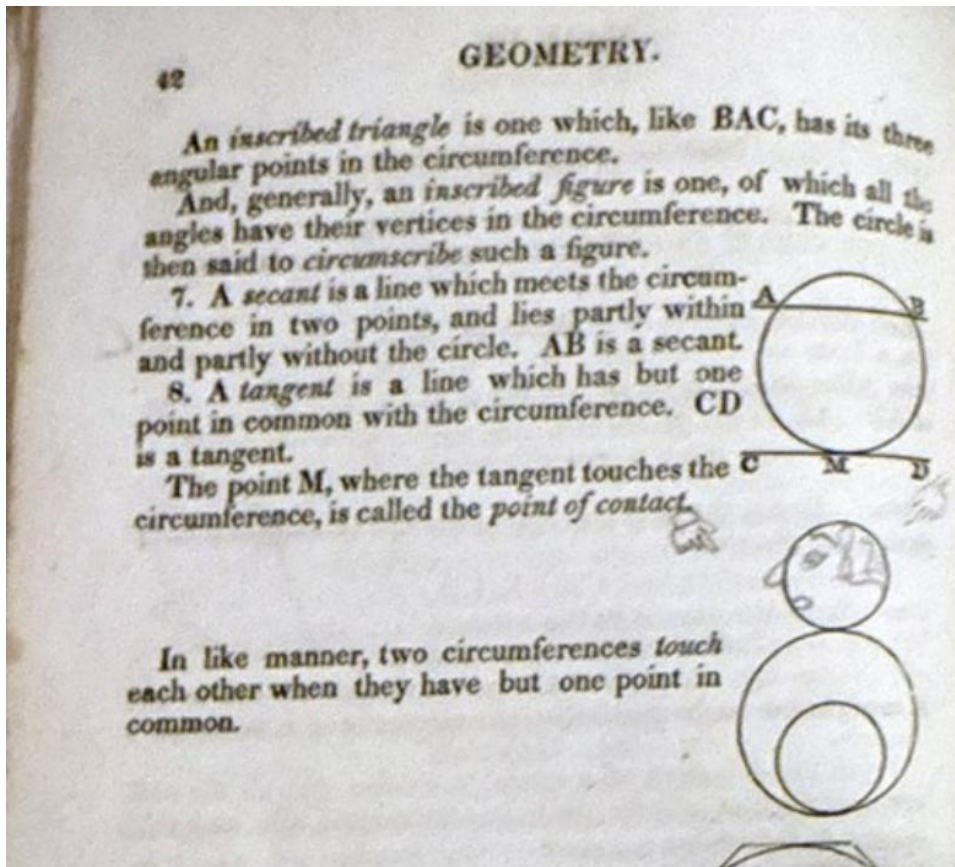 42
GEOMETRY.
An inscribed triangle is one which, like BAC, has its three
angular points in the circumference.
And, generally, an inscribed figure is one, of which all the
angles have their vertices in the circumference. The circle is
then said to circumscribe such a figure.
7. A secant is a line which meets the circum-
ference in two points, and lies partly within
and partly without the circle. AB is a secant.
8. A tangent is a line which has but one
point in common with the circumference. CD
is a tangent.
The point M, where the tangent touches the
circumference, is called the point of contact.
A B
C M D
In like manner, two circumferences touch
each other when they have but one point in
common.